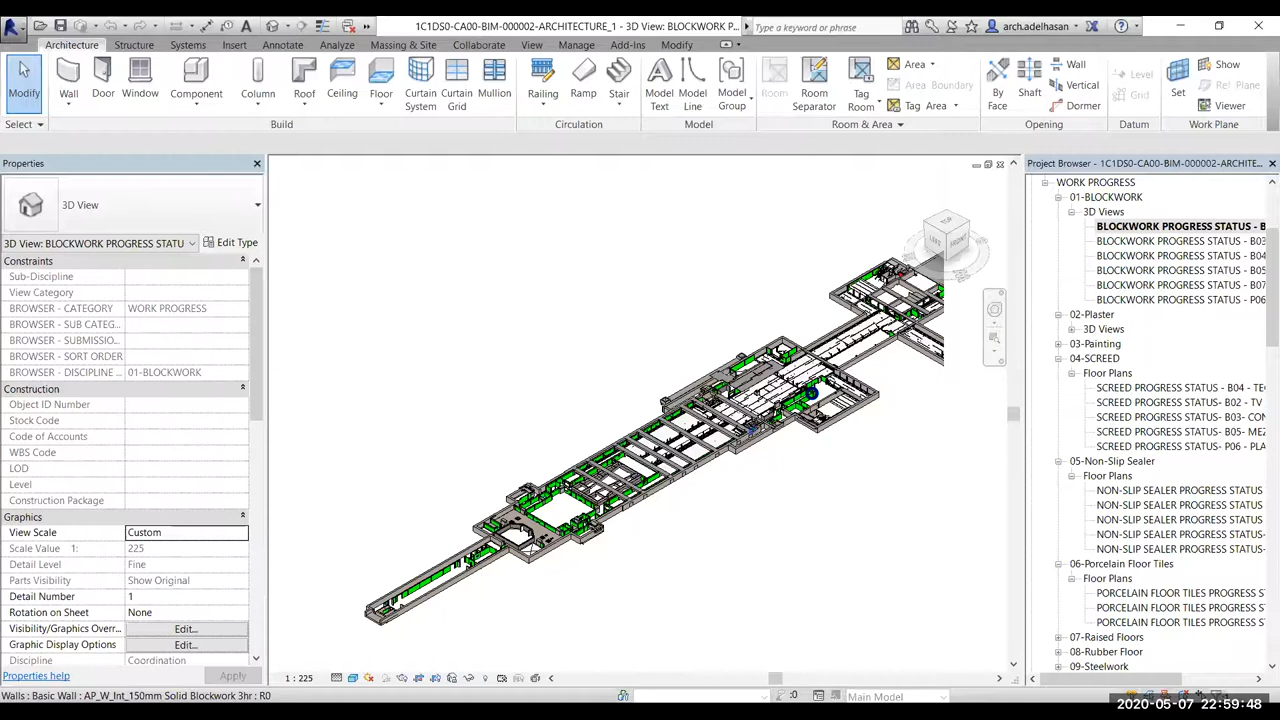 1C1DS0-CA00-BIM-000002-ARCHITECTURE_1 - 3D View: BLOCKWORK P...
Type a keyword or phrase
arch.adelhasan
Architecture Structure Systems Insert Annotate Analyze Massing & Site Collaborate View Manage Add-Ins Modify
Modify Wall Door Window Component Column Roof Ceiling Floor Curtain System Curtain Grid Mullion Railing Ramp Stair Model Text Model Line Model Group Room Room Separator Tag Room
Area
Area Boundary
Tag Area
By Face Shaft
Wall
Vertical
Dormer
Level
Grid
Set
Show
Ref Plane
Viewer
Select Build Circulation Model Room & Area Opening Datum Work Plane
Properties
3D View
3D View: BLOCKWORK PROGRESS STATU
Edit Type
Constraints
Sub-Discipline
View Category
BROWSER - CATEGORY WORK PROGRESS
BROWSER - SUB CATEG...
BROWSER - SUBMISSIO...
BROWSER - SORT ORDER
BROWSER - DISCIPLINE ... 01-BLOCKWORK
Construction
Object ID Number
Stock Code
Code of Accounts
WBS Code
LOD
Level
Construction Package
Graphics
View Scale Custom
Scale Value 1: 225
Detail Level Fine
Parts Visibility Show Original
Detail Number 1
Rotation on Sheet None
Visibility/Graphics Overr... Edit...
Graphic Display Options Edit...
Discipline Coordination
Properties help
Apply
TOP
LEFT
FRONT
1 : 225
Project Browser - 1C1DS0-CA00-BIM-000002-ARCHITE...
WORK PROGRESS
01-BLOCKWORK
3D Views
BLOCKWORK PROGRESS STATUS - B
BLOCKWORK PROGRESS STATUS - B03
BLOCKWORK PROGRESS STATUS - B04
BLOCKWORK PROGRESS STATUS - B05
BLOCKWORK PROGRESS STATUS - B07
BLOCKWORK PROGRESS STATUS - P06
02-Plaster
3D Views
03-Painting
04-SCREED
Floor Plans
SCREED PROGRESS STATUS - B04 - TE
SCREED PROGRESS STATUS - B02 - TV
SCREED PROGRESS STATUS- B03- CON
SCREED PROGRESS STATUS- B05- MEZ
SCREED PROGRESS STATUS- P06 - PLA
05-Non-Slip Sealer
Floor Plans
NON-SLIP SEALER PROGRESS STATUS
NON-SLIP SEALER PROGRESS STATUS
NON-SLIP SEALER PROGRESS STATUS
NON-SLIP SEALER PROGRESS STATUS-
NON-SLIP SEALER PROGRESS STATUS-
06-Porcelain Floor Tiles
Floor Plans
PORCELAIN FLOOR TILES PROGRESS S
PORCELAIN FLOOR TILES PROGRESS S
PORCELAIN FLOOR TILES PROGRESS S
07-Raised Floors
08-Rubber Floor
09-Steelwork
Walls : Basic Wall : AP_W_Int_150mm Solid Blockwork 3hr : R0
:0
Main Model
2020-05-07 22:59:48